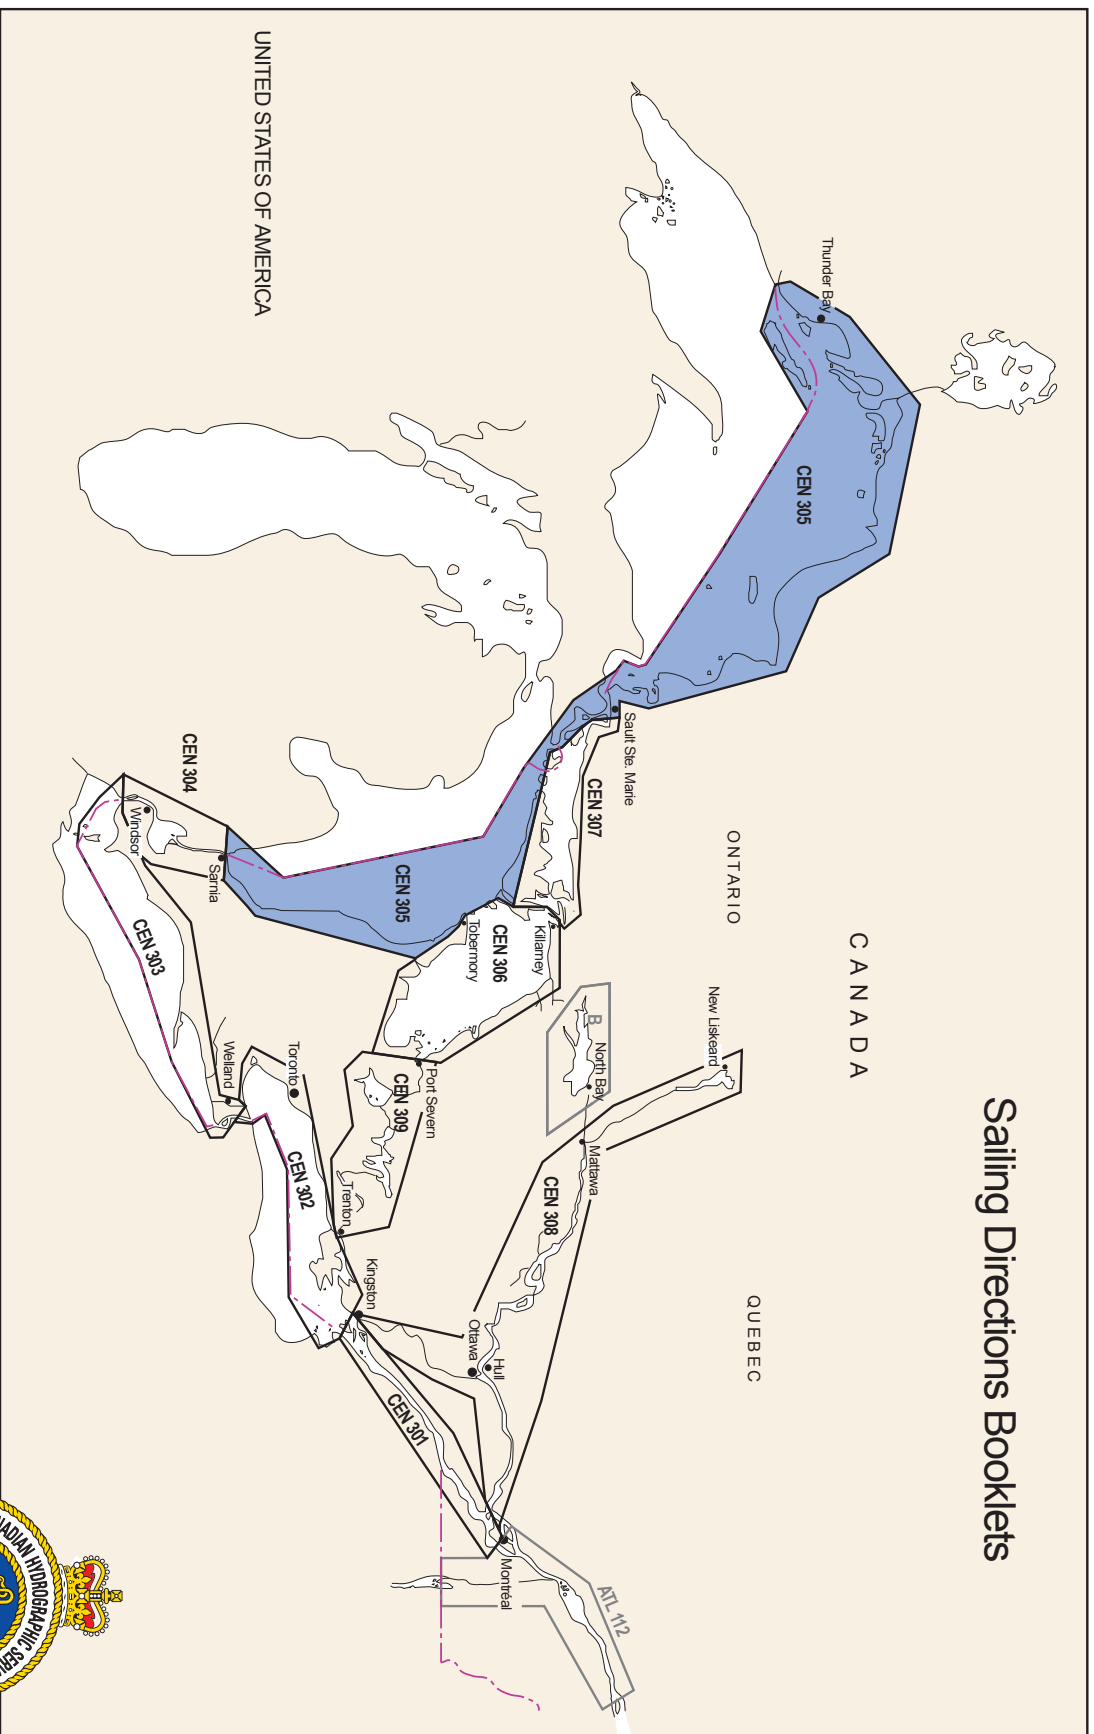 Sailing Directions Booklets
CANADA
ONTARIO
QUEBEC
UNITED STATES OF AMERICA
Thunder Bay
CEN 305
Sault Ste. Marie
CEN 307
New Liskeard
Killarney
CEN 306
Tobermory
B
North Bay
Mattawa
CEN 308
CEN 305
CEN 304
Windsor
Sarnia
CEN 303
Port Severn
CEN 309
Trenton
Toronto
Welland
CEN 302
Kingston
Ottawa
Hull
CEN 301
Montréal
ATL 112
HYDROGRAPHIC